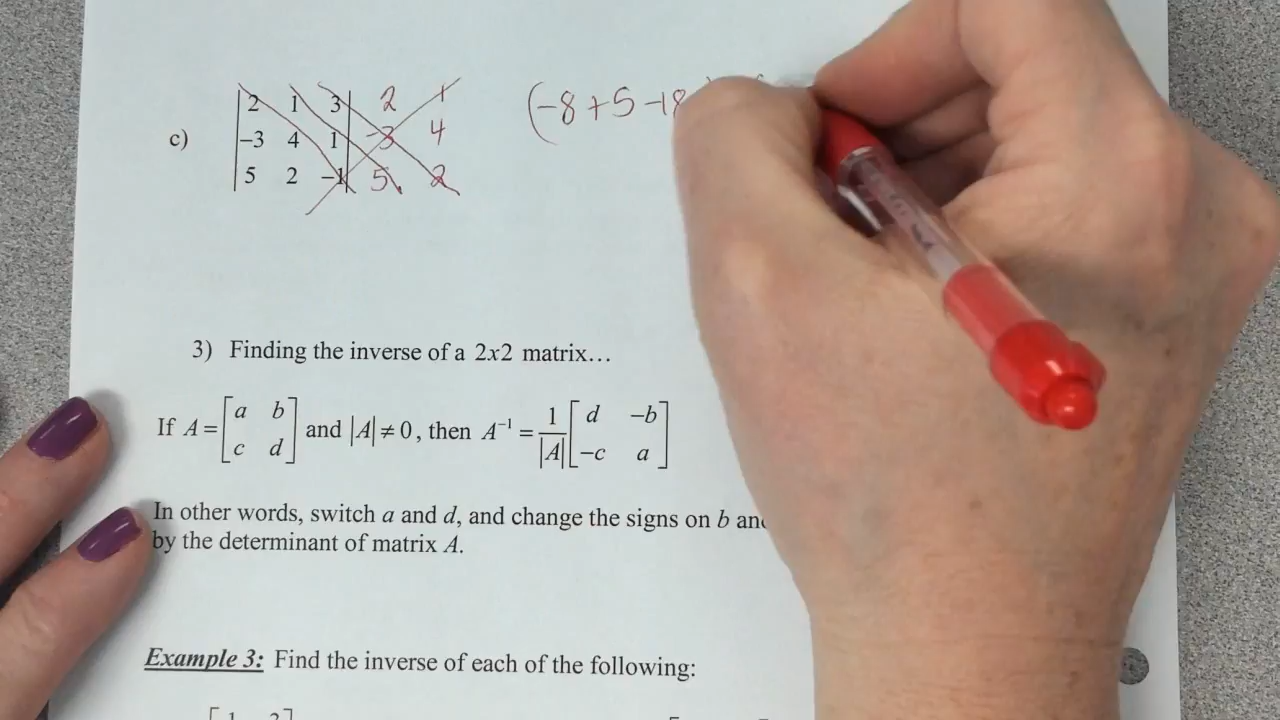 2 1 3 2 1 (-8+5-18
c) -3 4 1 -3 4
5 2 -1 5 2
3) Finding the inverse of a 2x2 matrix…
If A = [a b c d] and |A| ≠ 0, then A⁻¹ = 1/|A| [d -b -c a]
In other words, switch a and d, and change the signs on b
by the determinant of matrix A.
Example 3: Find the inverse of each of the following: